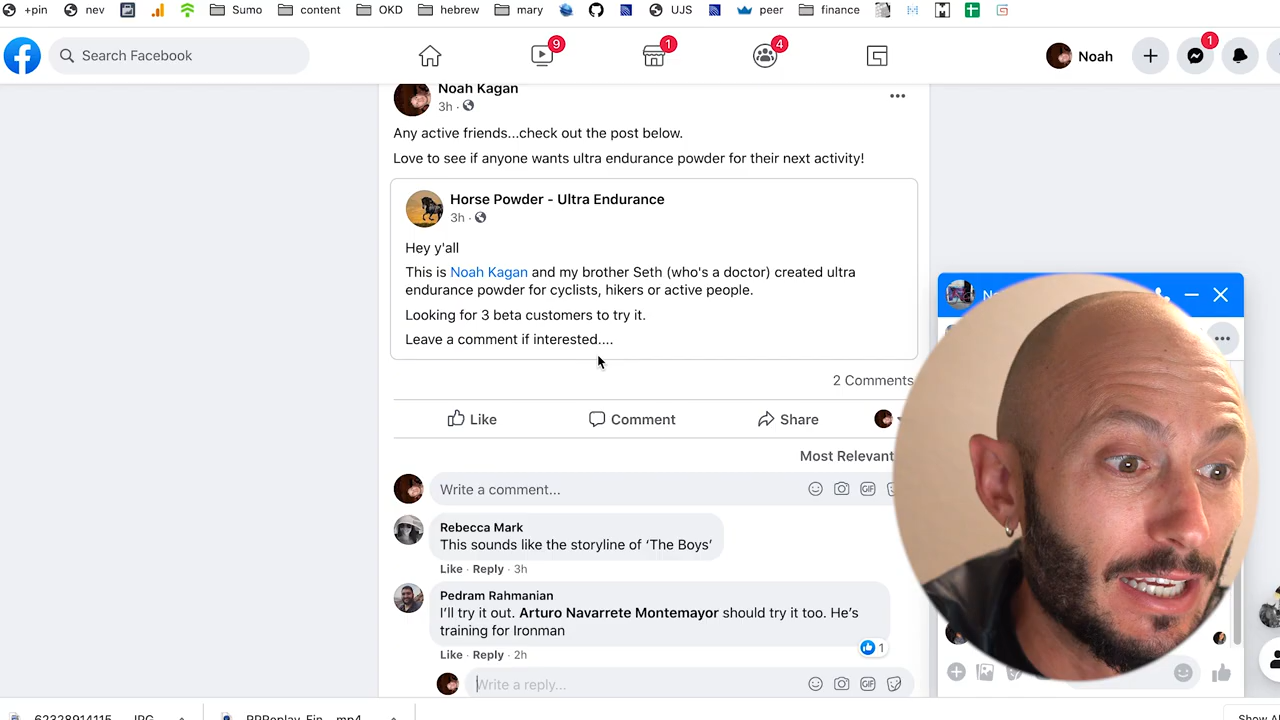 +pin nev Sumo content OKD hebrew mary UJS peer finance
Search Facebook 9 1 4 Noah 1
Noah Kagan
3h ·
Any active friends...check out the post below.
Love to see if anyone wants ultra endurance powder for their next activity!
Horse Powder - Ultra Endurance
3h ·
Hey y'all
This is Noah Kagan and my brother Seth (who's a doctor) created ultra
endurance powder for cyclists, hikers or active people.
Looking for 3 beta customers to try it.
Leave a comment if interested....
2 Comments
Like Comment Share
Most Relevant
Write a comment... GIF
Rebecca Mark
This sounds like the storyline of ‘The Boys’
Like · Reply · 3h
Pedram Rahmanian
I’ll try it out. Arturo Navarrete Montemayor should try it too. He’s
training for Ironman
1
Like · Reply · 2h
Write a reply... GIF